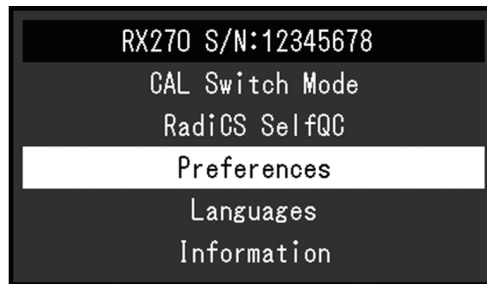 RX270 S/N:12345678
CAL Switch Mode
RadiCS SelfQC
Preferences
Languages
Information